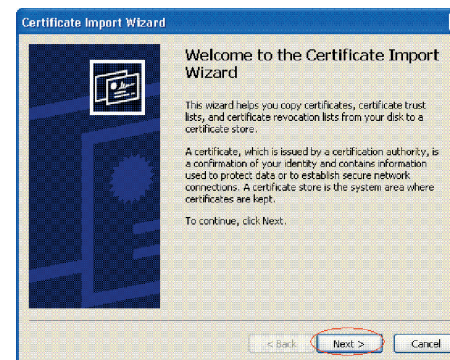 Certificate Import Wizard
Welcome to the Certificate Import
Wizard
This wizard helps you copy certificates, certificate trust
lists, and certificate revocation lists from your disk to a
certificate store.
A certificate, which is issued by a certification authority, is
a confirmation of your identity and contains information
used to protect data or to establish secure network
connections. A certificate store is the system area where
certificates are kept.
To continue, click Next.
< Back Next > Cancel